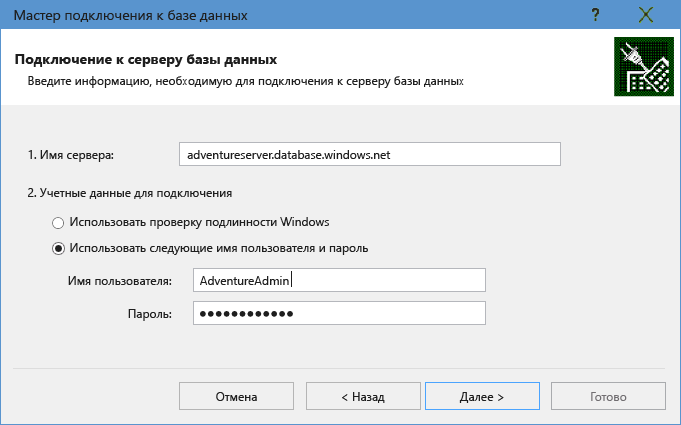 Мастер подключения к базе данных ?
Подключение к серверу базы данных
Введите информацию, необходимую для подключения к серверу базы данных
1. Имя сервера: adventureserver.database.windows.net
2. Учетные данные для подключения
Использовать проверку подлинности Windows
Использовать следующие имя пользователя и пароль
Имя пользователя: AdventureAdmin
Пароль: ••••••••••••
Отмена < Назад Далее > Готово